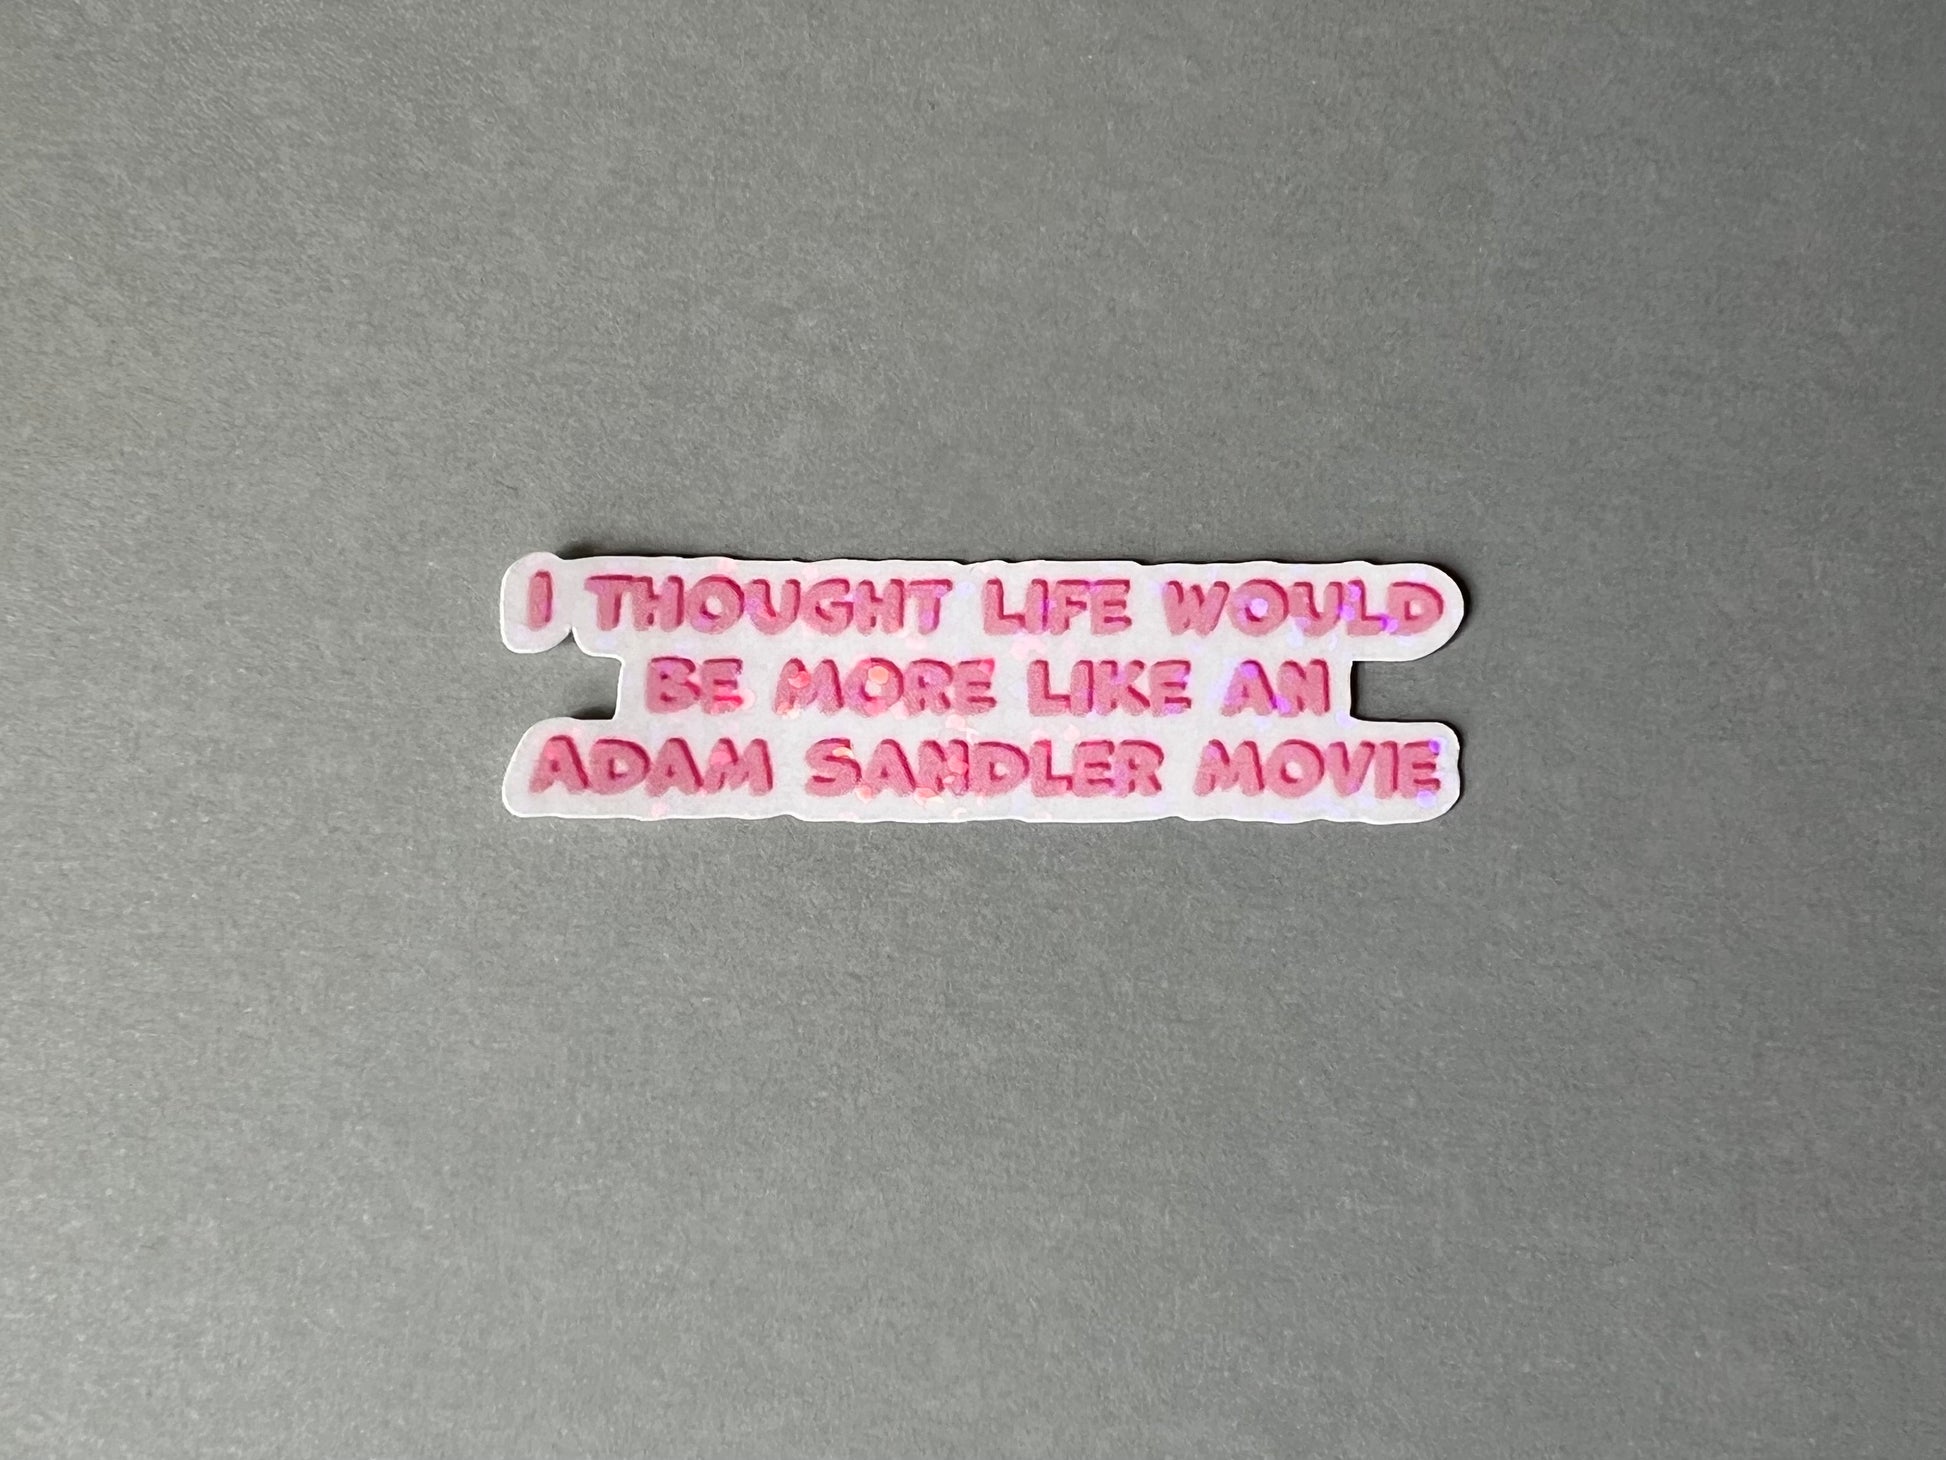 I THOUGHT LIFE WOULD
BE MORE LIKE AN
ADAM SANDLER MOVIE